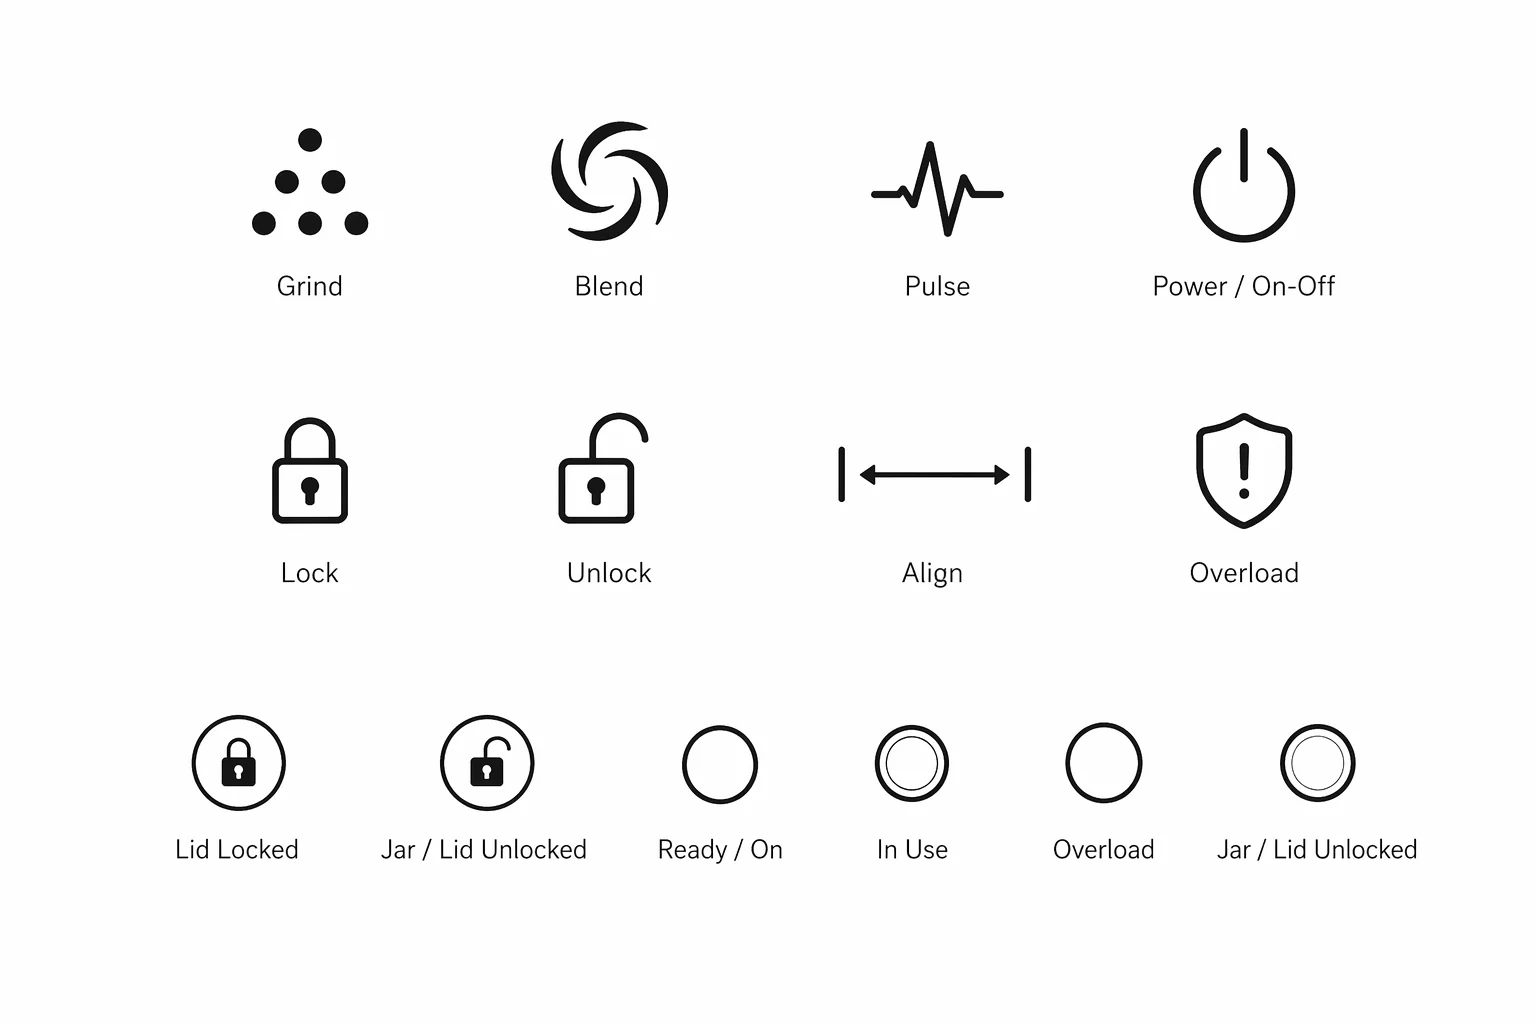 Grind
Blend
Pulse
Power / On-Off
Lock
Unlock
Align
Overload
Lid Locked
Jar / Lid Unlocked
Ready / On
In Use
Overload
Jar / Lid Unlocked